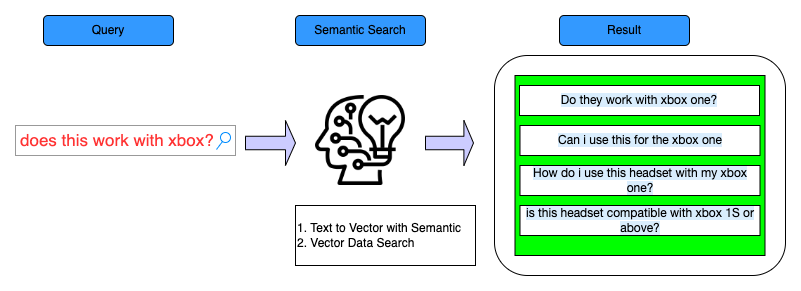 Query
Semantic Search
Result
does this work with xbox?
1. Text to Vector with Semantic
2. Vector Data Search
Do they work with xbox one?
Can i use this for the xbox one
How do i use this headset with my xbox
one?
is this headset compatible with xbox 1S or
above?